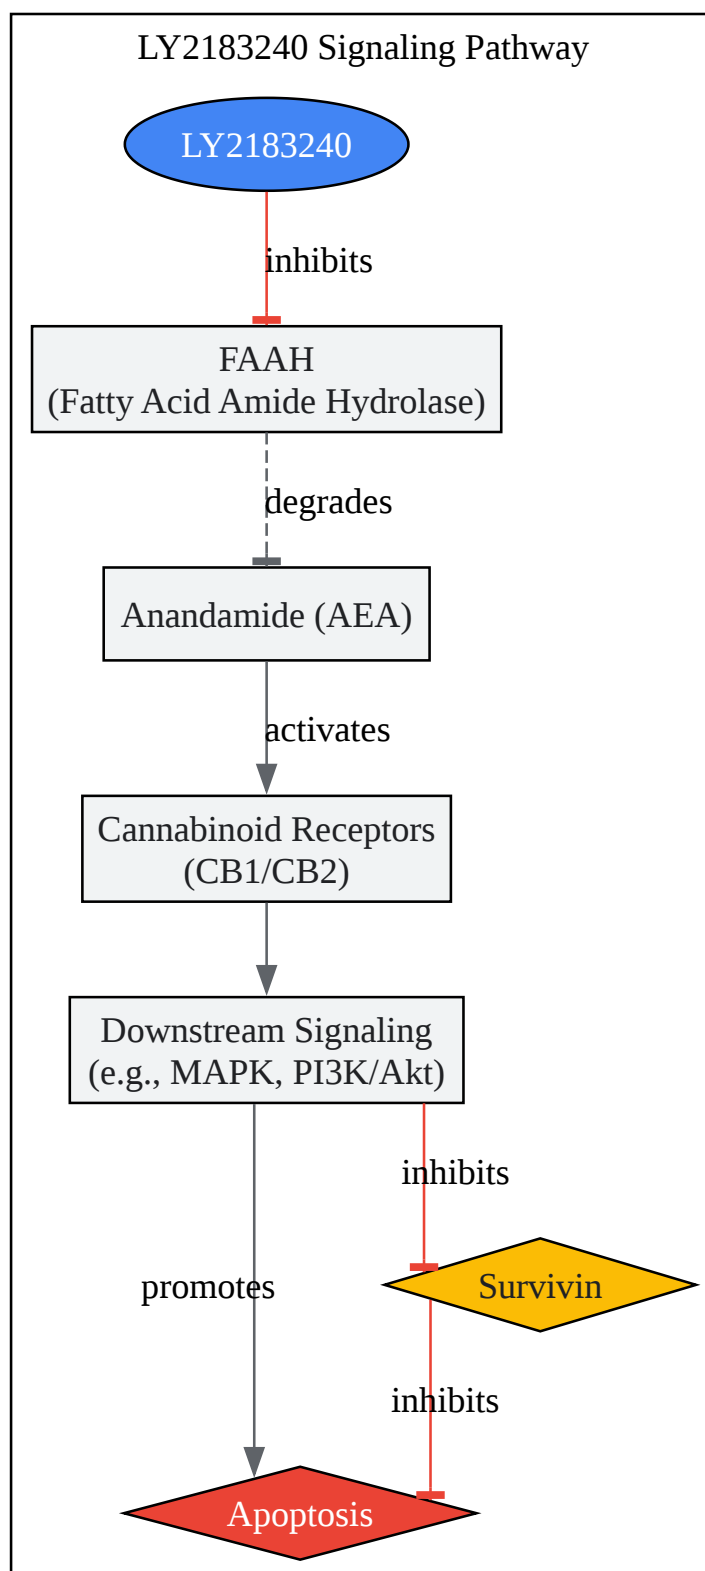 LY2183240 Signaling Pathway
LY2183240
inhibits
FAAH
(Fatty Acid Amide Hydrolase)
degrades
Anandamide (AEA)
activates
Cannabinoid Receptors
(CB1/CB2)
Downstream Signaling
(e.g., MAPK, PI3K/Akt)
inhibits
promotes
Survivin
inhibits
Apoptosis